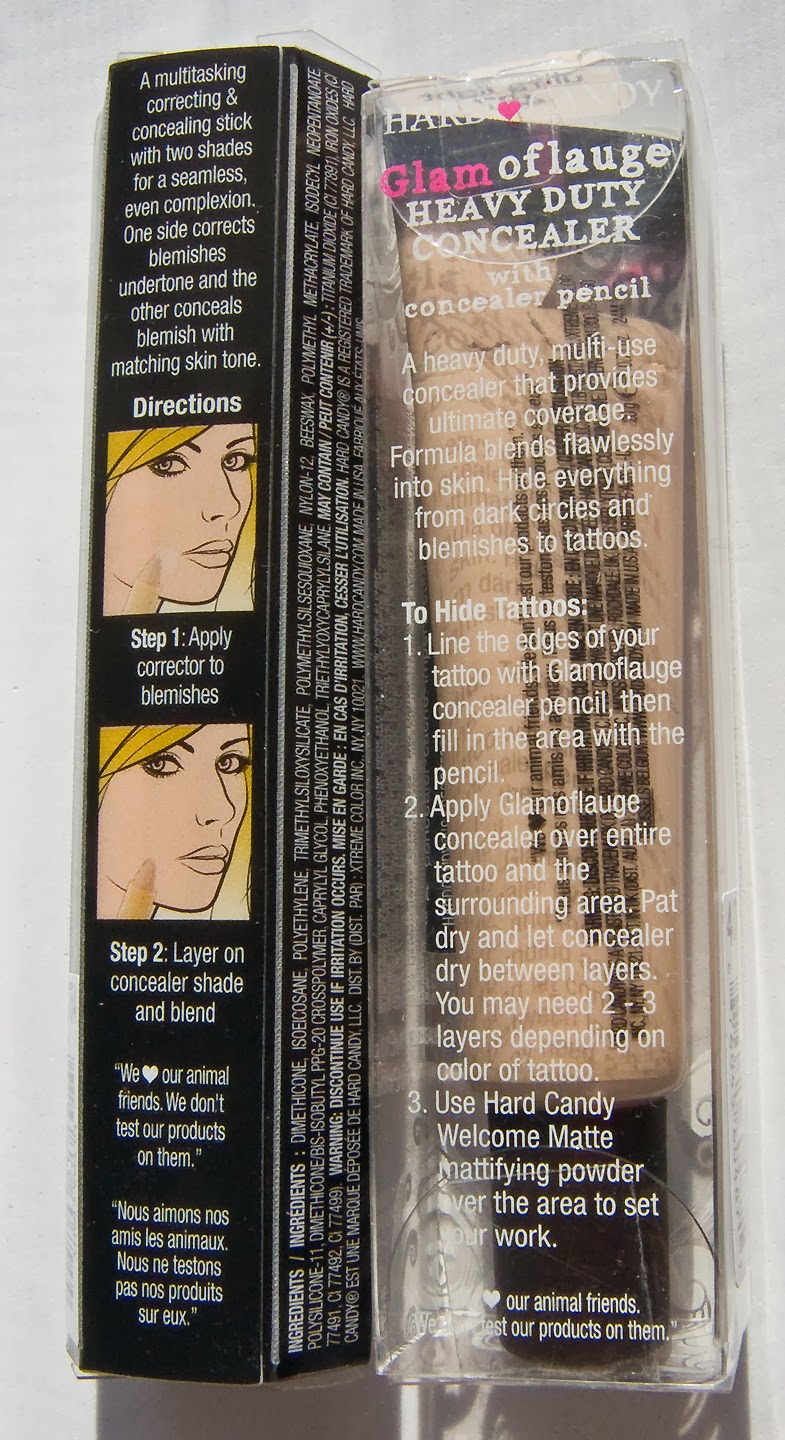 A multitasking
correcting &
concealing stick
with two shades
for a seamless,
even complexion.
One side corrects
blemishes
undertone and the
other conceals
blemish with
matching skin tone.
Directions
Step 1: Apply
corrector to
blemishes
Step 2: Layer on
concealer shade
and blend
“We ♥ our animal
friends. We don't
test our products
on them.”
“Nous aimons nos
amis les animaux.
Nous ne testons
pas nos produits
sur eux.”
INGREDIENTS / INGRÉDIENTS : DIMETHICONE, ISOEICOSANE, POLYETHYLENE, TRIMETHYLSILOXYSILICATE, POLYMETHYLSILSESQUIOXANE, NYLON-12, BEESWAX, POLYMETHYL METHACRYLATE, ISODECYL NEOPENTANOATE
POLYSILICONE-11, DIMETHICONE/BIS-ISOBUTYL PPG-20 CROSSPOLYMER, CAPRYLYL GLYCOL, PHENOXYETHANOL, TRIETHYLOXYCAPRYLYLSILANE MAY CONTAIN / PEUT CONTENIR (+/-) : TITANIUM DIOXIDE (CI 77891), IRON OXIDES (CI
77491, CI 77492, CI 77499). WARNING: DISCONTINUE USE IF IRRITATION OCCURS. MISE EN GARDE : EN CAS D'IRRITATION, CESSER L'UTILISATION. HARD CANDY® IS A REGISTERED TRADEMARK OF HARD CANDY, LLC. HARD
CANDY® EST UNE MARQUE DÉPOSÉE DE HARD CANDY, LLC. DIST. BY (DIST. PAR) · XTREME COLOR INC. NY, NY 10021 WWW.HARDCANDY.COM MADE IN USA. FABRIQUÉ AUX ÉTATS UNIS
HARD ♥ CANDY
Glamoflauge
HEAVY DUTY
CONCEALER
with
concealer pencil
A heavy duty, multi-use
concealer that provides
ultimate coverage.
Formula blends flawlessly
into skin. Hide everything
from dark circles and
blemishes to tattoos.
To Hide Tattoos:
1. Line the edges of your
tattoo with Glamoflauge
concealer pencil, then
fill in the area with the
pencil.
2. Apply Glamoflauge
concealer over entire
tattoo and the
surrounding area. Pat
dry and let concealer
dry between layers.
You may need 2 - 3
layers depending on
color of tattoo.
3. Use Hard Candy
Welcome Matte
mattifying powder
over the area to set
your work.
♥ our animal friends.
We test our products on them.”